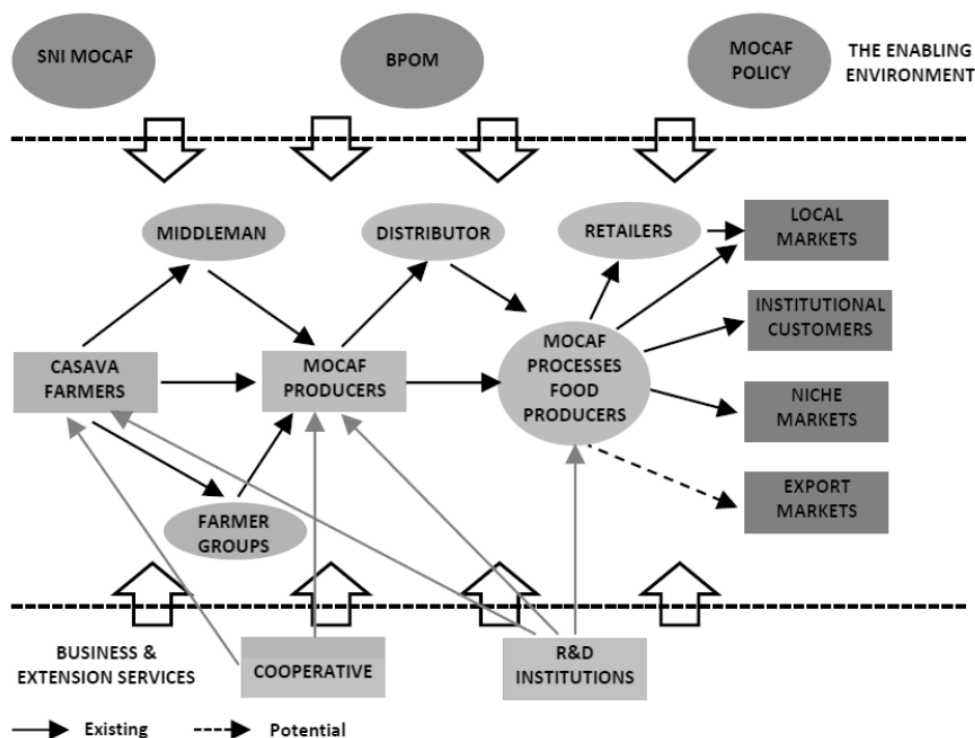 SNI MOCAF
BPOM
MOCAF
POLICY
THE ENABLING
ENVIRONMENT
MIDDLEMAN
DISTRIBUTOR
RETAILERS
LOCAL
MARKETS
INSTITUTIONAL
CUSTOMERS
CASAVA
FARMERS
MOCAF
PRODUCERS
MOCAF
PROCESSES
FOOD
PRODUCERS
NICHE
MARKETS
EXPORT
MARKETS
FARMER
GROUPS
BUSINESS &
EXTENSION SERVICES
COOPERATIVE
R&D
INSTITUTIONS
Existing
Potential